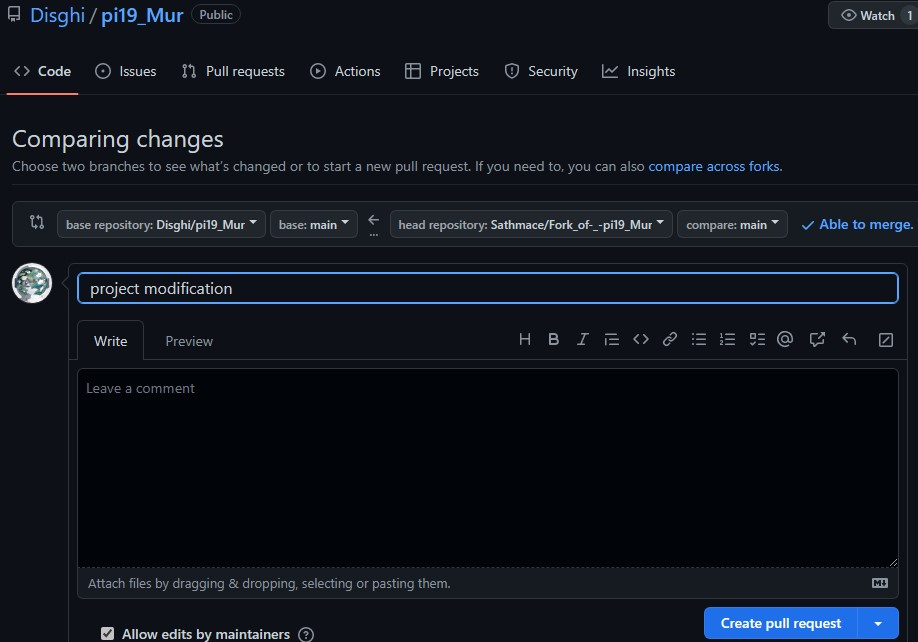 Disghi / pi19_Mur Public
Watch 1
Code Issues Pull requests Actions Projects Security Insights
Comparing changes
Choose two branches to see what's changed or to start a new pull request. If you need to, you can also compare across forks.
base repository: Disghi/pi19_Mur base: main ← ... head repository: Sathmace/Fork_of-_-pi19_Mur compare: main ✓ Able to merge.
project modification
Write Preview H B I @
Leave a comment
Attach files by dragging & dropping, selecting or pasting them.
Create pull request
Allow edits by maintainers ?